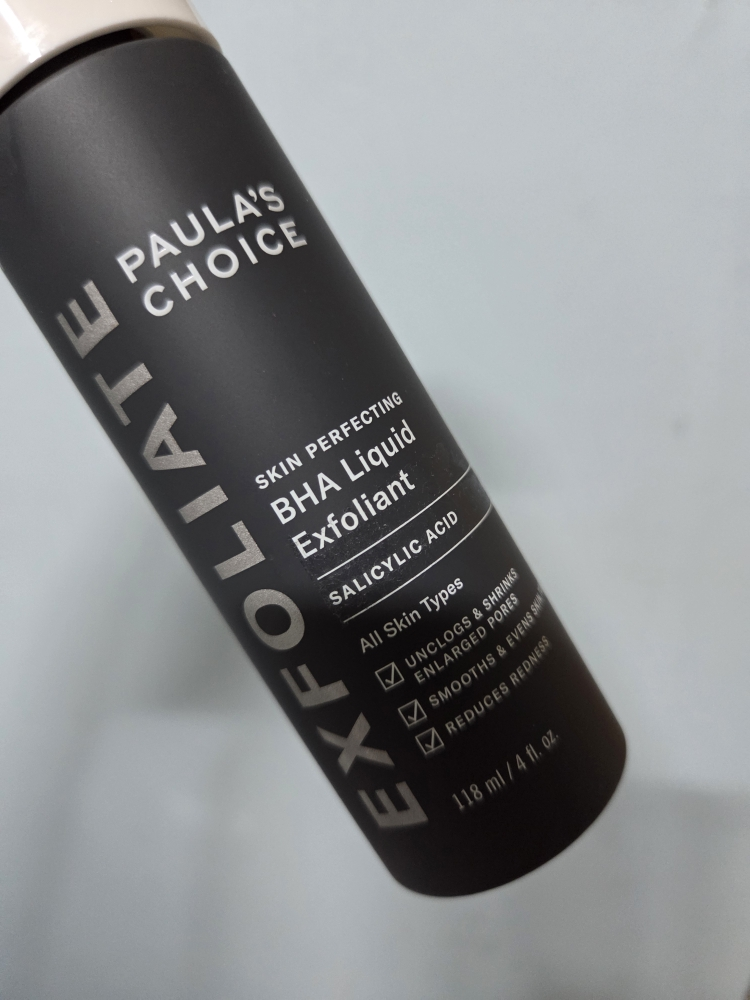 PAULA'S
CHOICE
EXFOLIATE
SKIN PERFECTING
BHA Liquid
Exfoliant
SALICYLIC ACID
All Skin Types
UNCLOGS & SHRINKS
ENLARGED PORES
SMOOTHS & EVENS SKIN
REDUCES REDNESS
118 ml / 4 fl. oz.